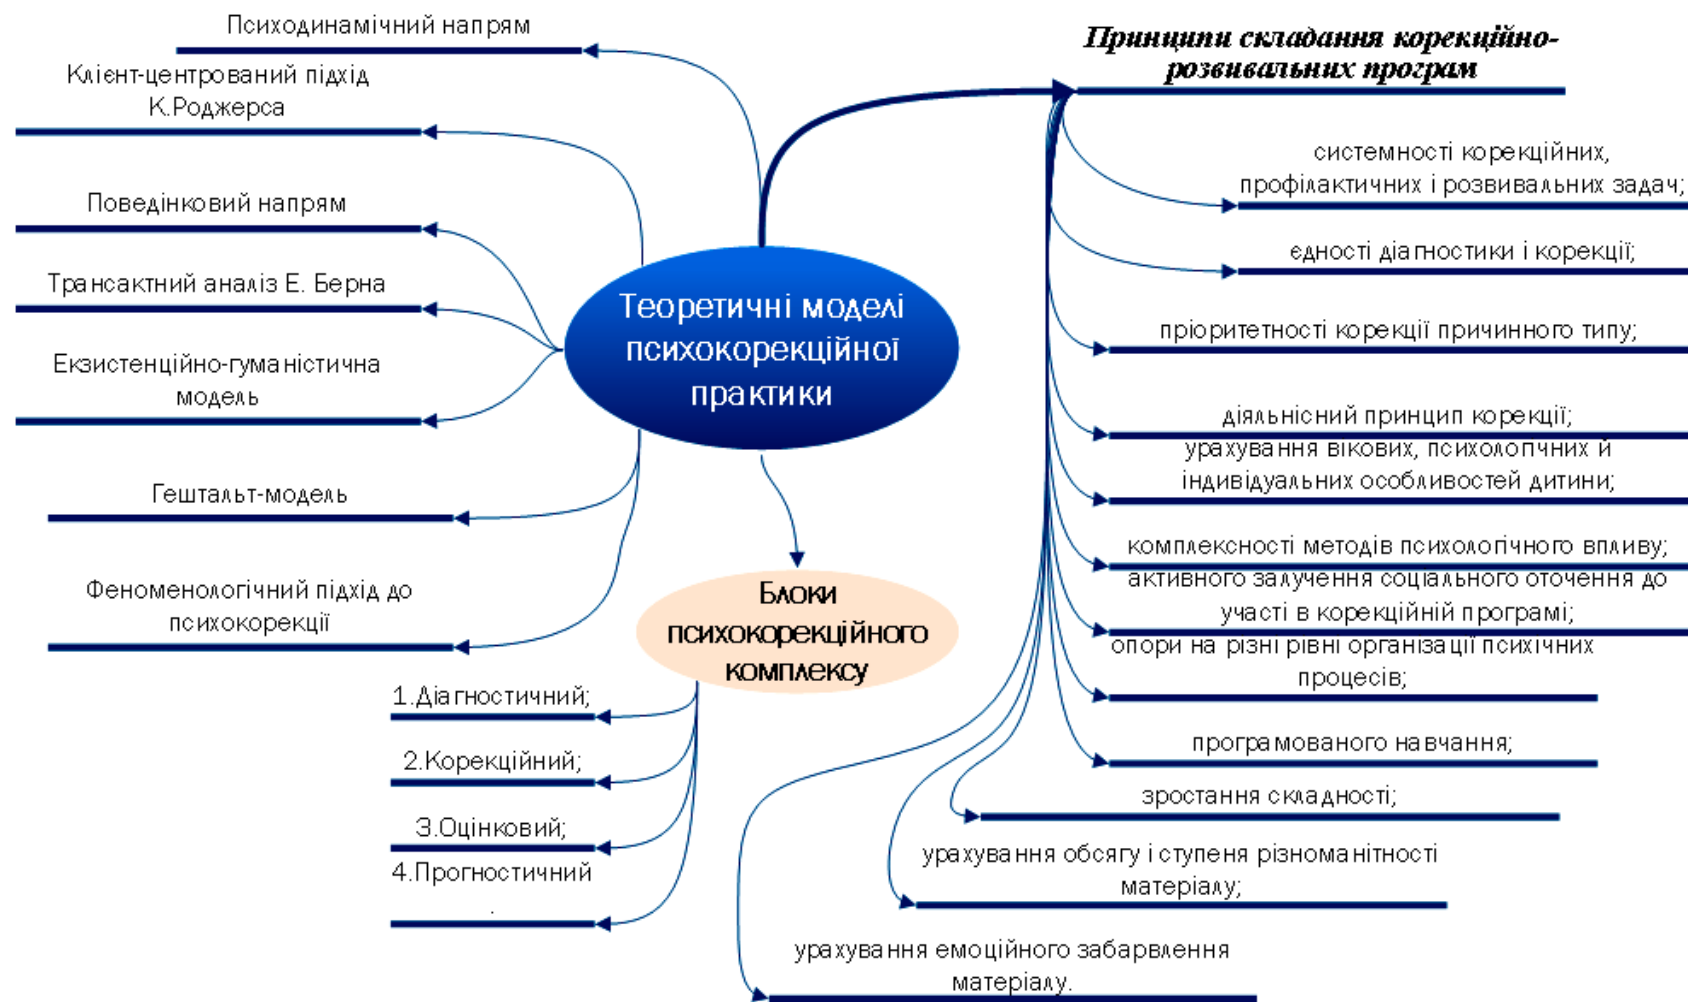 Психодинамічний напрям
Клієнт-центрований підхід
К.Роджерса
Поведінковий напрям
Трансактний аналіз Е. Берна
Екзистенційно-гуманістична
модель
Гештальт-модель
Феноменологічний підхід до
психокорекції
Теоретичні моделі
психокорекційної
практики
Блоки
психокорекційного
комплексу
1.Діагностичний;
2.Корекційний;
3.Оцінковий;
4.Прогностичний
.
Принципи складання корекційно-
розвивальних програм
системності корекційних,
профілактичних і розвивальних задач;
єдності діагностики і корекції;
пріоритетності корекції причинного типу;
діяльнісний принцип корекції;
урахування вікових, психологічних й
індивідуальних особливостей дитини;
комплексності методів психологічного впливу;
активного залучення соціального оточення до
участі в корекційній програмі;
опори на різні рівні організації психічних
процесів;
програмованого навчання;
зростання складності;
урахування обсягу і ступеня різноманітності
матеріалу;
урахування емоційного забарвлення
матеріалу.